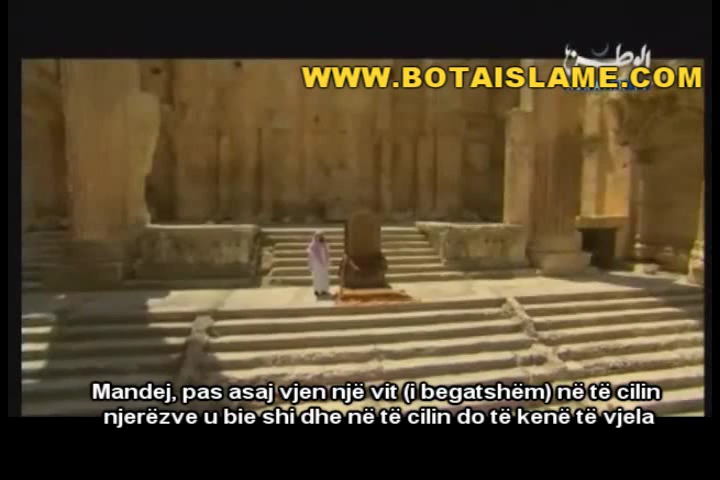 الوطن
WWW.BOTAISLAME.COM
Mandej, pas asaj vjen një vit (i begatshëm) në të cilin
njerëzve u bie shi dhe në të cilin do të kenë të vjela